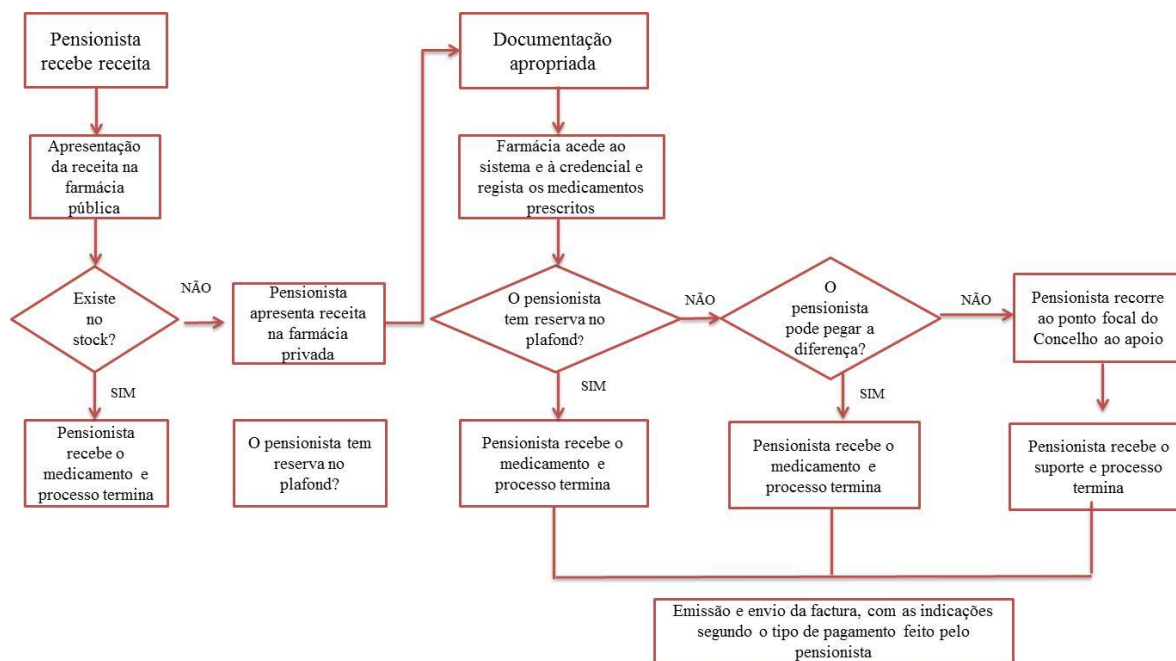 Pensionista
recebe receita
Apresentação
da receita na
farmácia
pública
Existe
no
stock?
NÃO
SIM
Pensionista
recebe o
medicamento e
processo termina
Pensionista
apresenta receita
na farmácia
privada
O pensionista tem
reserva no
plafond?
Documentação
apropriada
Farmácia acede ao
sistema e à credencial e
regista os medicamentos
prescritos
O pensionista
tem reserva no
plafond?
NÃO
SIM
Pensionista recebe o
medicamento e
processo termina
O
pensionista
pode pegar a
diferença?
NÃO
SIM
Pensionista recebe o
medicamento e
processo termina
Pensionista recorre
ao ponto focal do
Concelho ao apoio
Pensionista recebe o
suporte e processo
termina
Emissão e envio da factura, com as indicações
segundo o tipo de pagamento feito pelo
pensionista